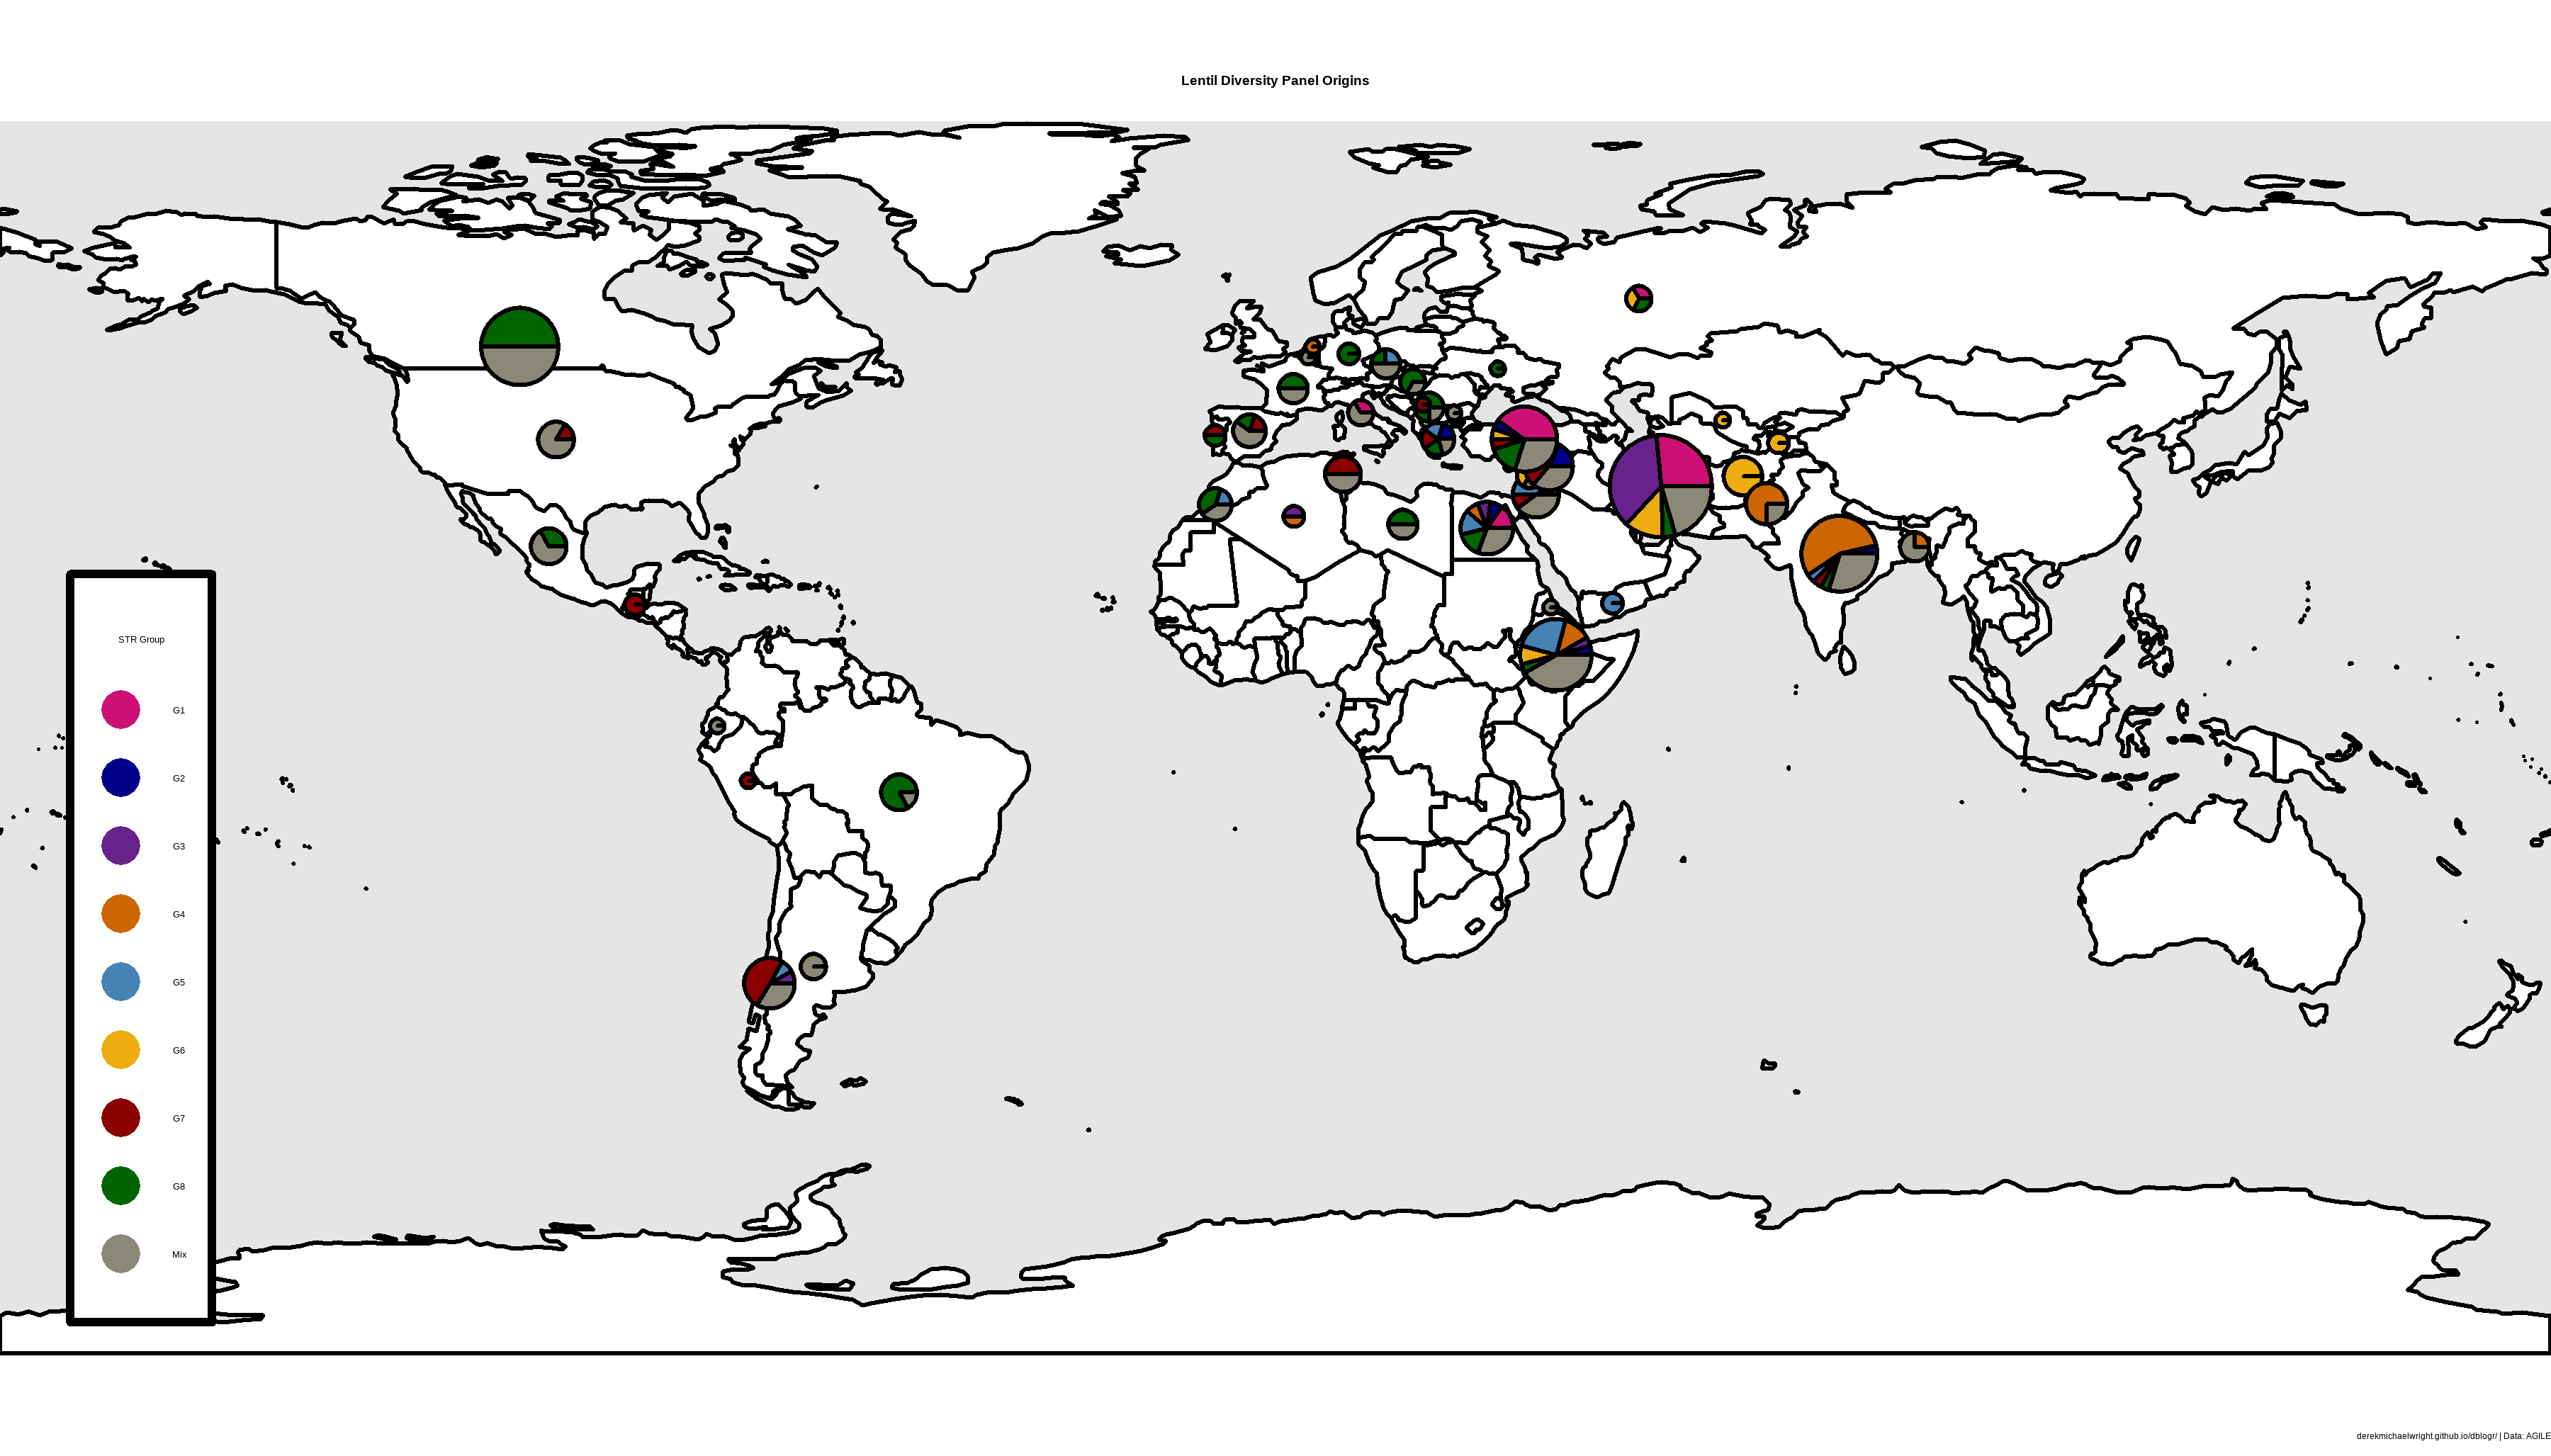 Lentil Diversity Panel Origins
STR Group
G1
G2
G3
G4
G5
G6
G7
G8
Mix
derekmichaelwright.github.io/dblogr/ | Data: AGILE